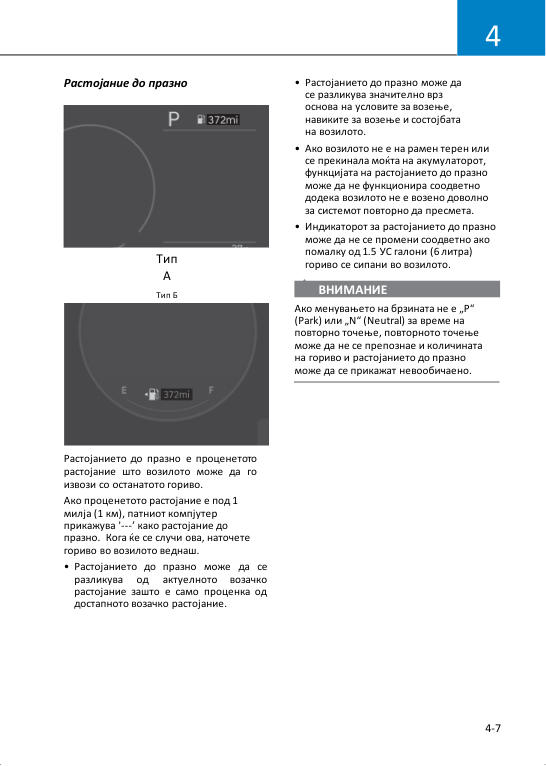 4
Растојание до празно
P 372mi
Тип
А
Тип Б
E 372mi F
Растојанието до празно е проценетото
растојание што возилото може да го
извози со останатото гориво.
Ако проценетото растојание е под 1
милја (1 км), патниот компјутер
прикажува '---' како растојание до
празно. Кога ќе се случи ова, наточете
гориво во возилото веднаш.
• Растојанието до празно може да се
разликува од актуелното возачко
растојание зашто е само проценка од
достапното возачко растојание.
• Растојанието до празно може да
се разликува значително врз
основа на условите за возење,
навиките за возење и состојбата
на возилото.
• Ако возилото не е на рамен терен или
се прекинала моќта на акумулаторот,
функцијата на растојанието до празно
може да не функционира соодветно
додека возилото не е возено доволно
за системот повторно да пресмета.
• Индикаторот за растојанието до празно
може да не се промени соодветно ако
помалку од 1.5 УС галони (6 литра)
гориво се сипани во возилото.
ВНИМАНИЕ
Ако менувањето на брзината не е „P“
(Park) или „N“ (Neutral) за време на
повторно точење, повторното точење
може да не се препознае и количината
на гориво и растојанието до празно
може да се прикажат невообичаено.
4-7